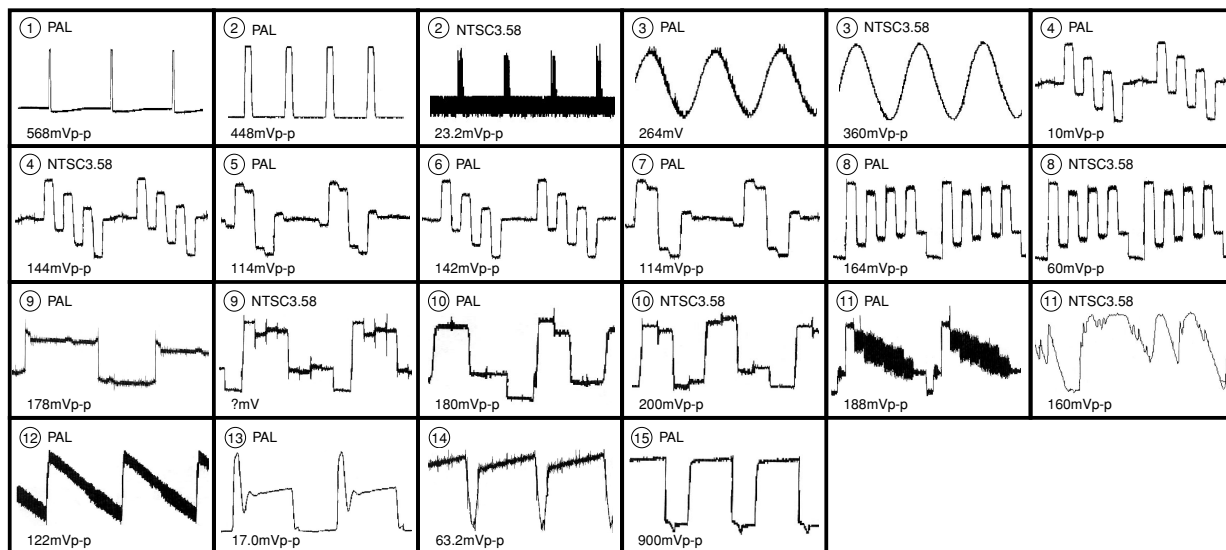 ① PAL
568mVp-p
② PAL
448mVp-p
② NTSC3.58
23.2mVp-p
③ PAL
264mV
③ NTSC3.58
360mVp-p
④ PAL
10mVp-p
④ NTSC3.58
144mVp-p
⑤ PAL
114mVp-p
⑥ PAL
142mVp-p
⑦ PAL
114mVp-p
⑧ PAL
164mVp-p
⑧ NTSC3.58
60mVp-p
⑨ PAL
178mVp-p
⑨ NTSC3.58
?mV
⑩ PAL
180mVp-p
⑩ NTSC3.58
200mVp-p
⑪ PAL
188mVp-p
⑪ NTSC3.58
160mVp-p
⑫ PAL
122mVp-p
⑬ PAL
17.0mVp-p
⑭
63.2mVp-p
⑮ PAL
900mVp-p